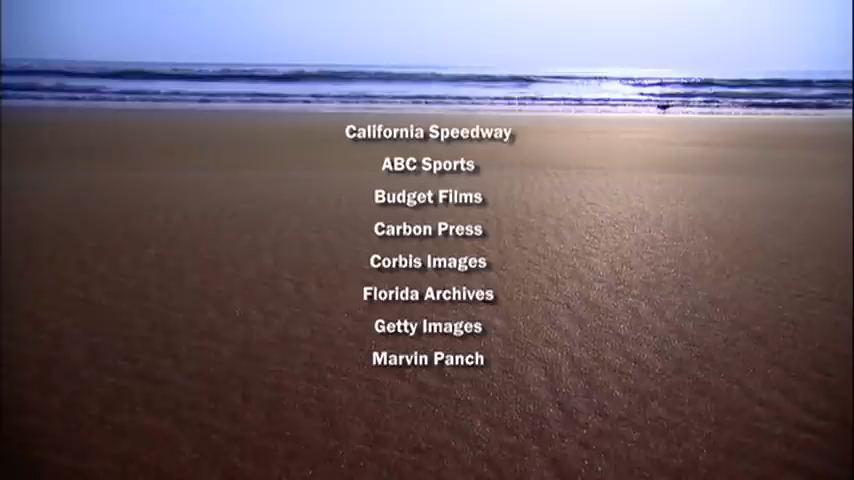 California Speedway
ABC Sports
Budget Films
Carbon Press
Corbis Images
Florida Archives
Getty Images
Marvin Panch